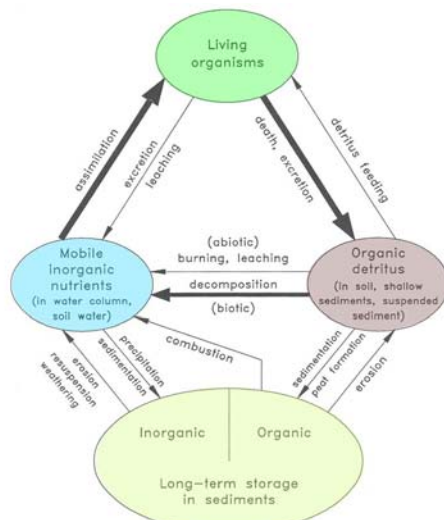 Living
organisms
assimilation
excretion
leaching
death, excretion
detritus feeding
Mobile
inorganic
nutrients
(in water column,
soil water)
(abiotic)
burning, leaching
decomposition
(biotic)
Organic
detritus
(in soil, shallow
sediments, suspended
sediment)
erosion
resuspension
weathering
precipitation
sedimentation
combustion
sedimentation
peat formation
erosion
Inorganic
Organic
Long-term storage
in sediments